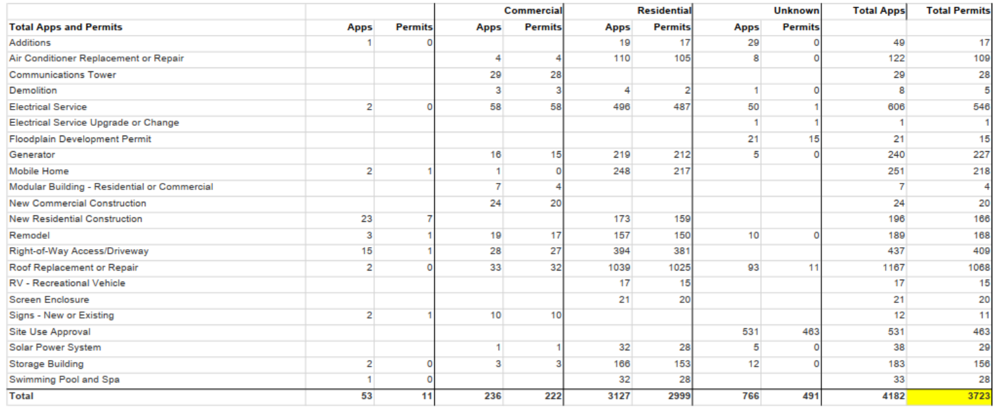 Commercial Residential Unknown Total Apps Total Permits
Total Apps and Permits Apps Permits Apps Permits Apps Permits Apps Permits
Additions 1 0 19 17 29 0 49 17
Air Conditioner Replacement or Repair 4 4 110 105 8 0 122 109
Communications Tower 29 28 29 28
Demolition 3 3 4 2 1 0 8 5
Electrical Service 2 0 58 58 496 487 50 1 606 546
Electrical Service Upgrade or Change 1 1 1 1
Floodplain Development Permit 21 15 21 15
Generator 16 15 219 212 5 0 240 227
Mobile Home 2 1 1 0 248 217 251 218
Modular Building - Residential or Commercial 7 4 7 4
New Commercial Construction 24 20 24 20
New Residential Construction 23 7 173 159 196 166
Remodel 3 1 19 17 157 150 10 0 189 168
Right-of-Way Access/Driveway 15 1 28 27 394 381 437 409
Roof Replacement or Repair 2 0 33 32 1039 1025 93 11 1167 1068
RV - Recreational Vehicle 17 15 17 15
Screen Enclosure 21 20 21 20
Signs - New or Existing 2 1 10 10 12 11
Site Use Approval 531 463 531 463
Solar Power System 1 1 32 28 5 0 38 29
Storage Building 2 0 3 3 166 153 12 0 183 156
Swimming Pool and Spa 1 0 32 28 33 28
Total 53 11 236 222 3127 2999 766 491 4182 3723